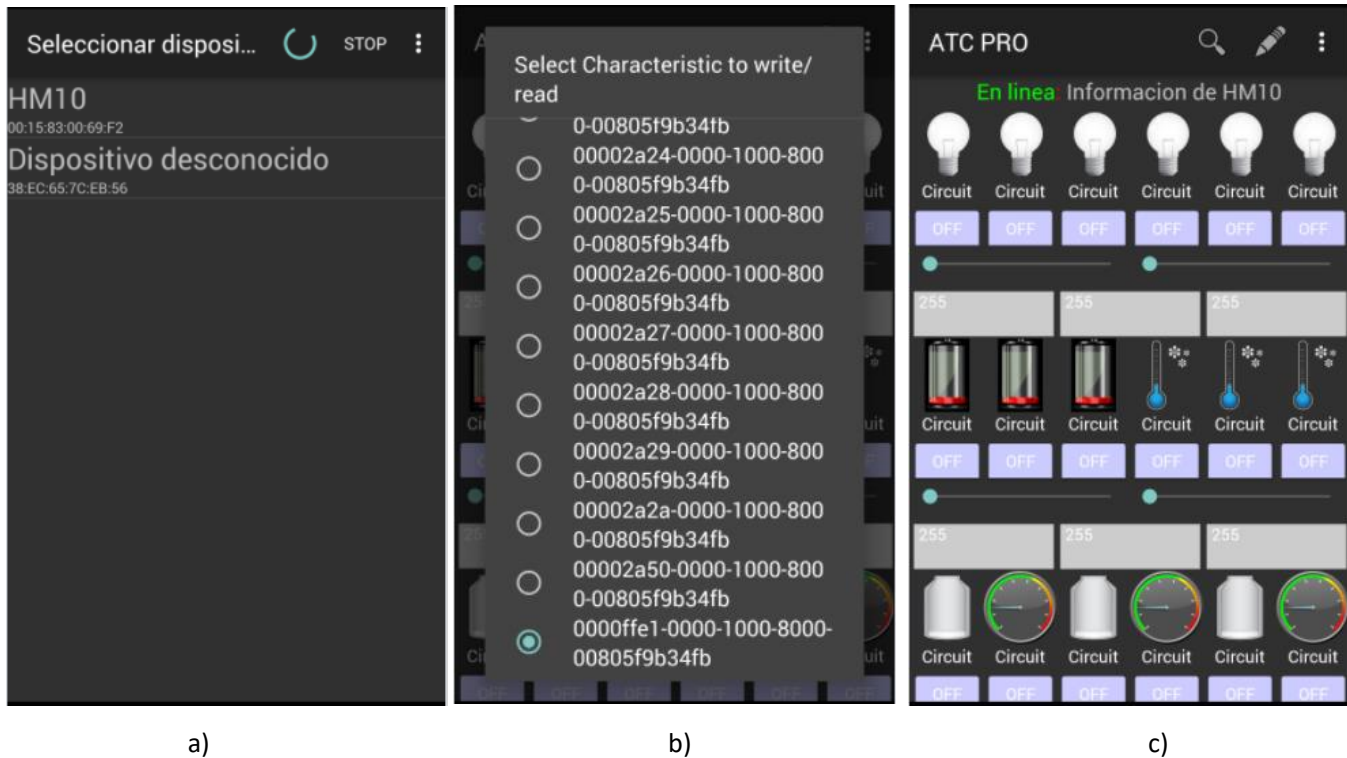 Seleccionar disposi...
STOP
HM10
00:15:83:00:69:F2
Dispositivo desconocido
38:EC:65:7C:EB:56
a)
Select Characteristic to write/
read
0-00805f9b34fb
00002a24-0000-1000-800
0-00805f9b34fb
00002a25-0000-1000-800
0-00805f9b34fb
00002a26-0000-1000-800
0-00805f9b34fb
00002a27-0000-1000-800
0-00805f9b34fb
00002a28-0000-1000-800
0-00805f9b34fb
00002a29-0000-1000-800
0-00805f9b34fb
00002a2a-0000-1000-800
0-00805f9b34fb
00002a50-0000-1000-800
0-00805f9b34fb
0000ffe1-0000-1000-8000-
00805f9b34fb
b)
ATC PRO
En linea: Informacion de HM10
Circuit Circuit Circuit Circuit Circuit Circuit
OFF OFF OFF OFF OFF OFF
255 255 255
Circuit Circuit Circuit Circuit Circuit Circuit
OFF OFF OFF OFF OFF OFF
255 255 255
Circuit Circuit Circuit Circuit Circuit Circuit
OFF OFF OFF OFF OFF OFF
c)